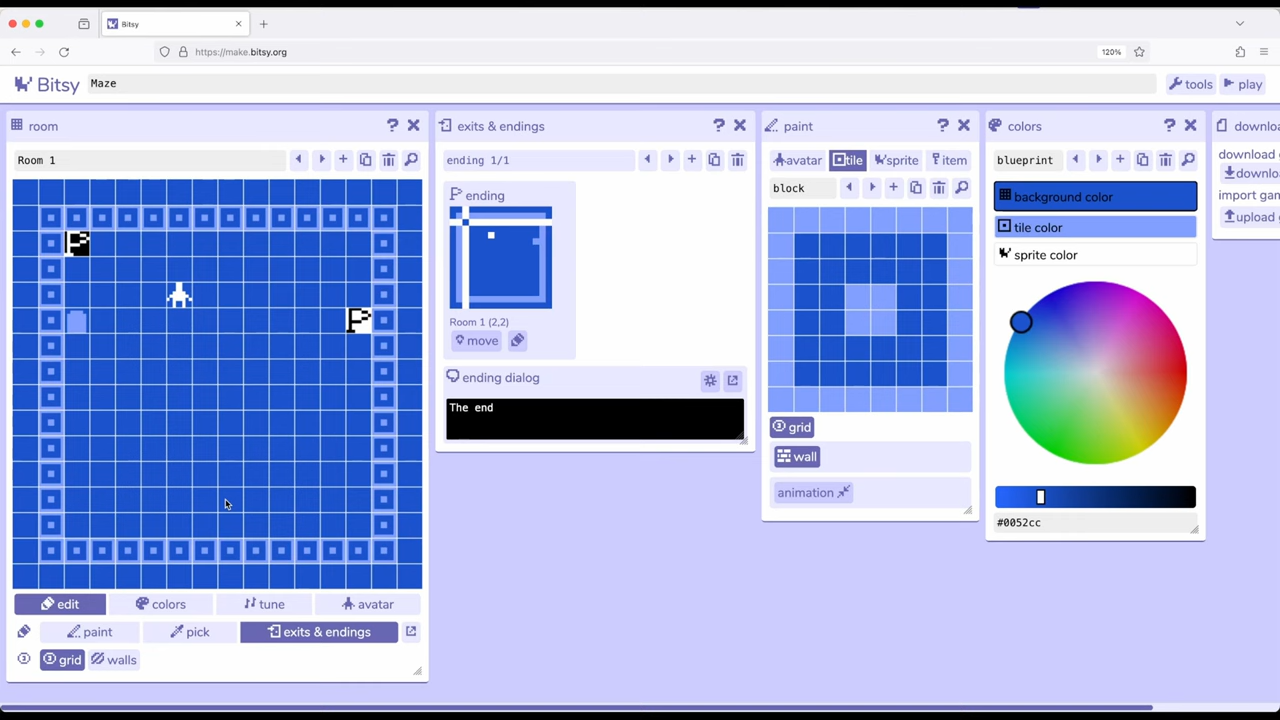 Bitsy
https://make.bitsy.org
120%
Bitsy
Maze
tools
play
room
?
Room 1
edit
colors
tune
avatar
paint
pick
exits & endings
grid
walls
exits & endings
?
ending 1/1
ending
Room 1 (2,2)
move
ending dialog
The end
paint
?
avatar
tile
sprite
item
block
grid
wall
animation
colors
?
blueprint
background color
tile color
sprite color
#0052cc
downloa
download g
downlo
import gam
upload g